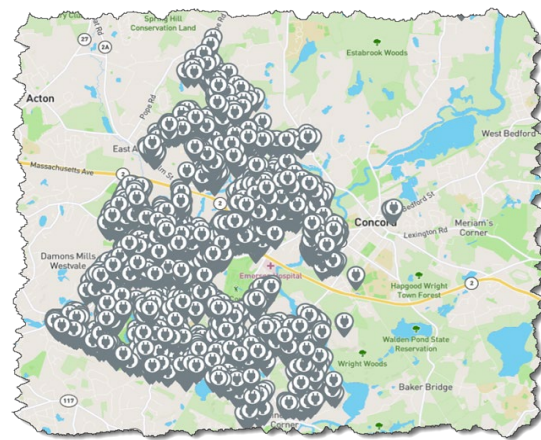 Spring Hill
Conservation Land
27
2A
Estabrook Woods
Acton
Pope Rd
West Bedford
East A
Massachusetts Ave
2
2
Bedford St
Concord
Meriam's
Corner
Lexington Rd
Damons Mills
Westvale
Emerson Hospital
2
Hapgood Wright
Town Forest
Walden Pond State
Reservation
Wright Woods
Baker Bridge
117
Corner